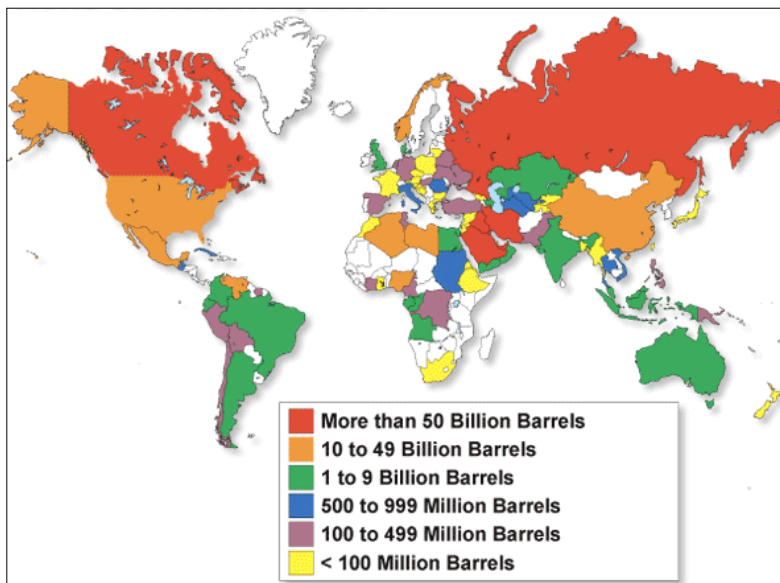 More than 50 Billion Barrels
10 to 49 Billion Barrels
1 to 9 Billion Barrels
500 to 999 Million Barrels
100 to 499 Million Barrels
< 100 Million Barrels